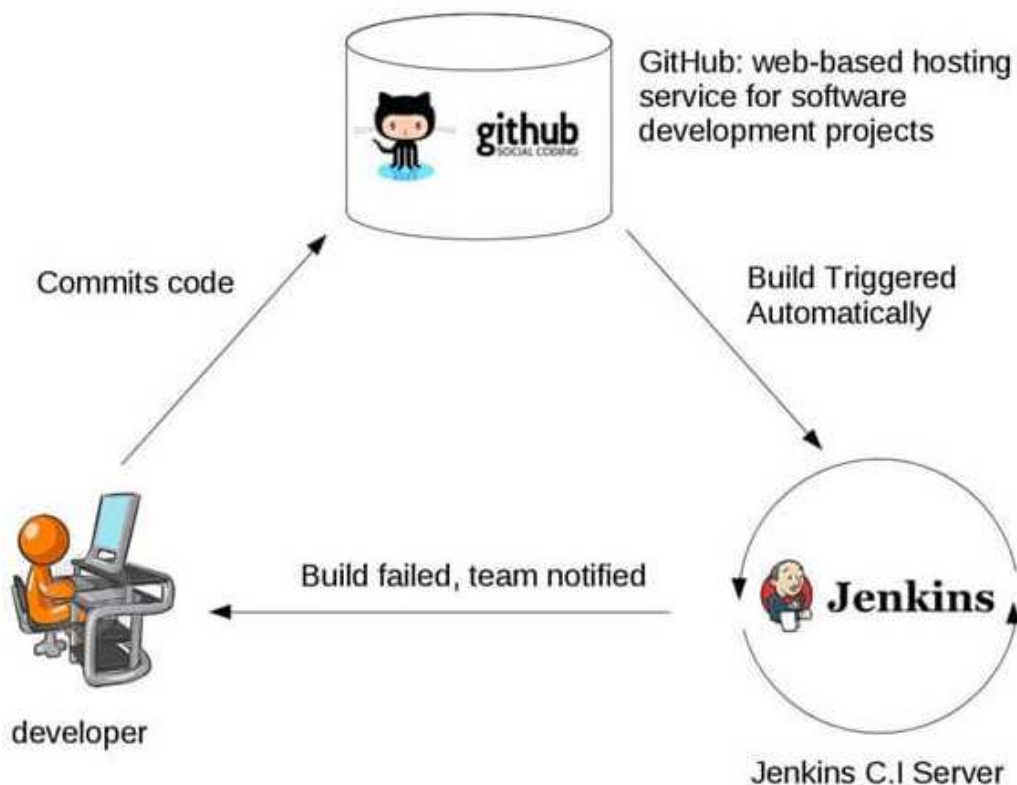 GitHub: web-based hosting
service for software
development projects
github
SOCIAL CODING
Commits code
Build Triggered
Automatically
Build failed, team notified
Jenkins
developer
Jenkins C.I Server